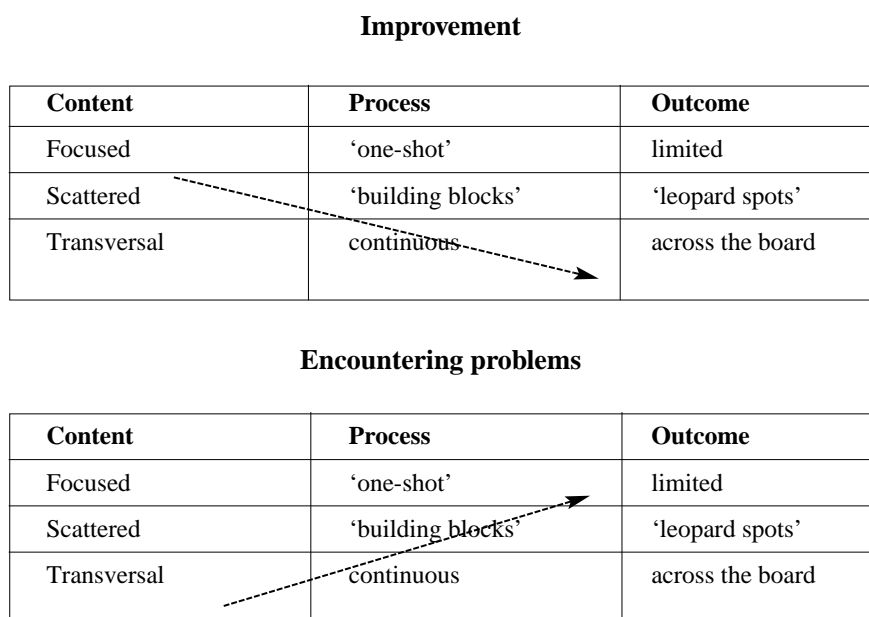 Improvement
Content Process Outcome
Focused ‘one-shot’ limited
Scattered ‘building blocks’ ‘leopard spots’
Transversal continuous across the board
Encountering problems
Content Process Outcome
Focused ‘one-shot’ limited
Scattered ‘building blocks’ ‘leopard spots’
Transversal continuous across the board